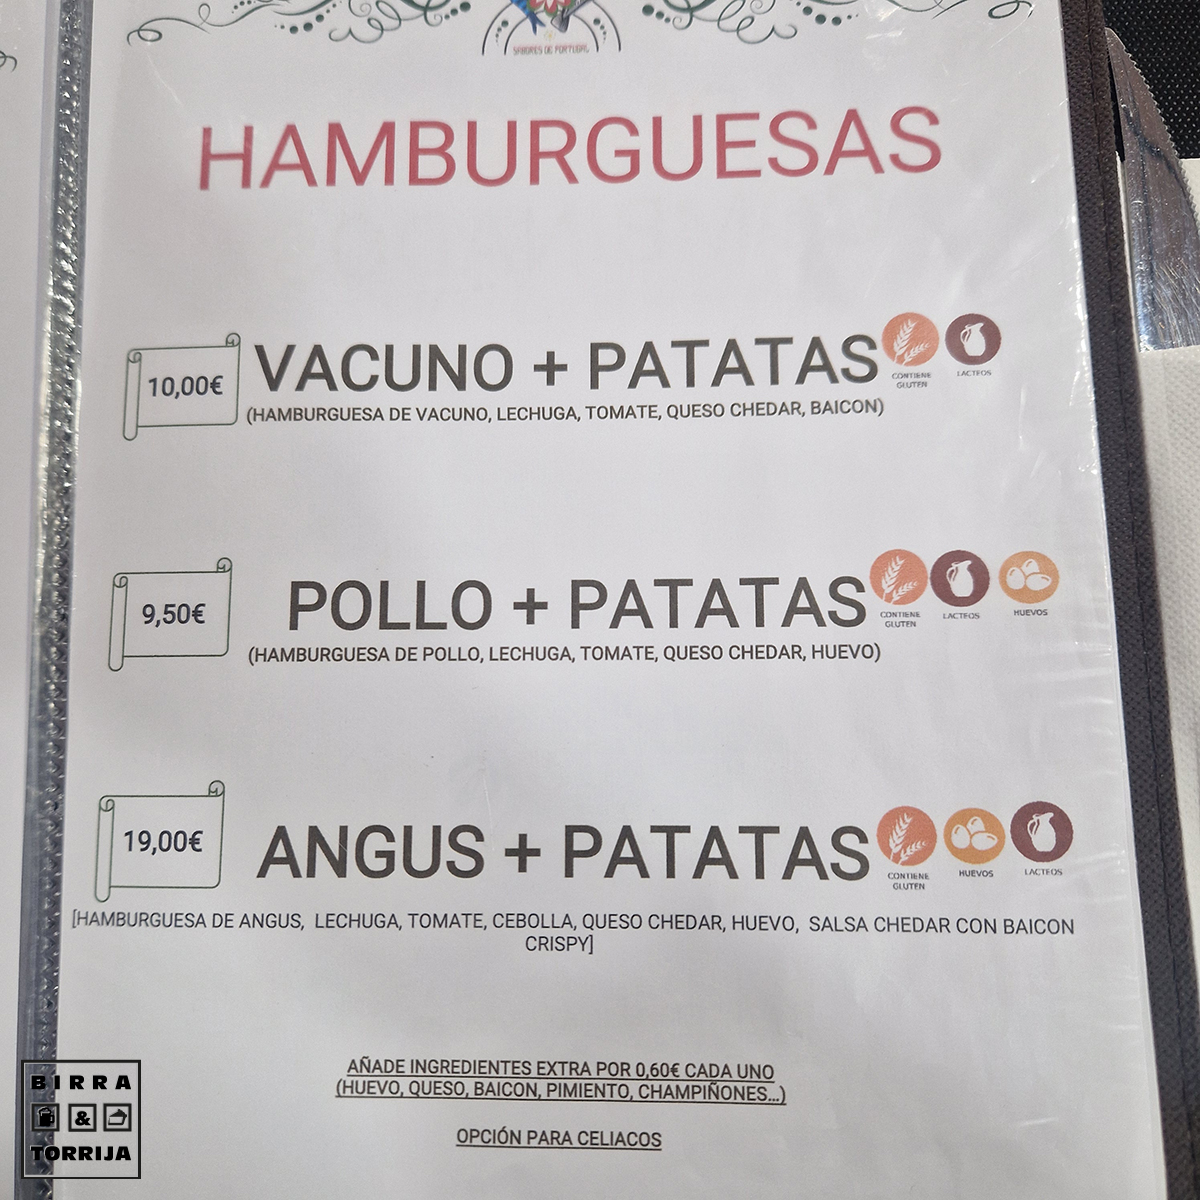 SABORES DE PORTUGAL
HAMBURGUESAS
10,00€
VACUNO + PATATAS
CONTIENE
GLUTEN
LACTEOS
(HAMBURGUESA DE VACUNO, LECHUGA, TOMATE, QUESO CHEDAR, BAICON)
9,50€
POLLO + PATATAS
CONTIENE
GLUTEN
LACTEOS
HUEVOS
(HAMBURGUESA DE POLLO, LECHUGA, TOMATE, QUESO CHEDAR, HUEVO)
19,00€
ANGUS + PATATAS
CONTIENE
GLUTEN
HUEVOS
LACTEOS
[HAMBURGUESA DE ANGUS, LECHUGA, TOMATE, CEBOLLA, QUESO CHEDAR, HUEVO, SALSA CHEDAR CON BAICON
CRISPY]
AÑADE INGREDIENTES EXTRA POR 0,60€ CADA UNO
(HUEVO, QUESO, BAICON, PIMIENTO, CHAMPIÑONES...)
OPCIÓN PARA CELIACOS
BIRRA
&
TORRIJA